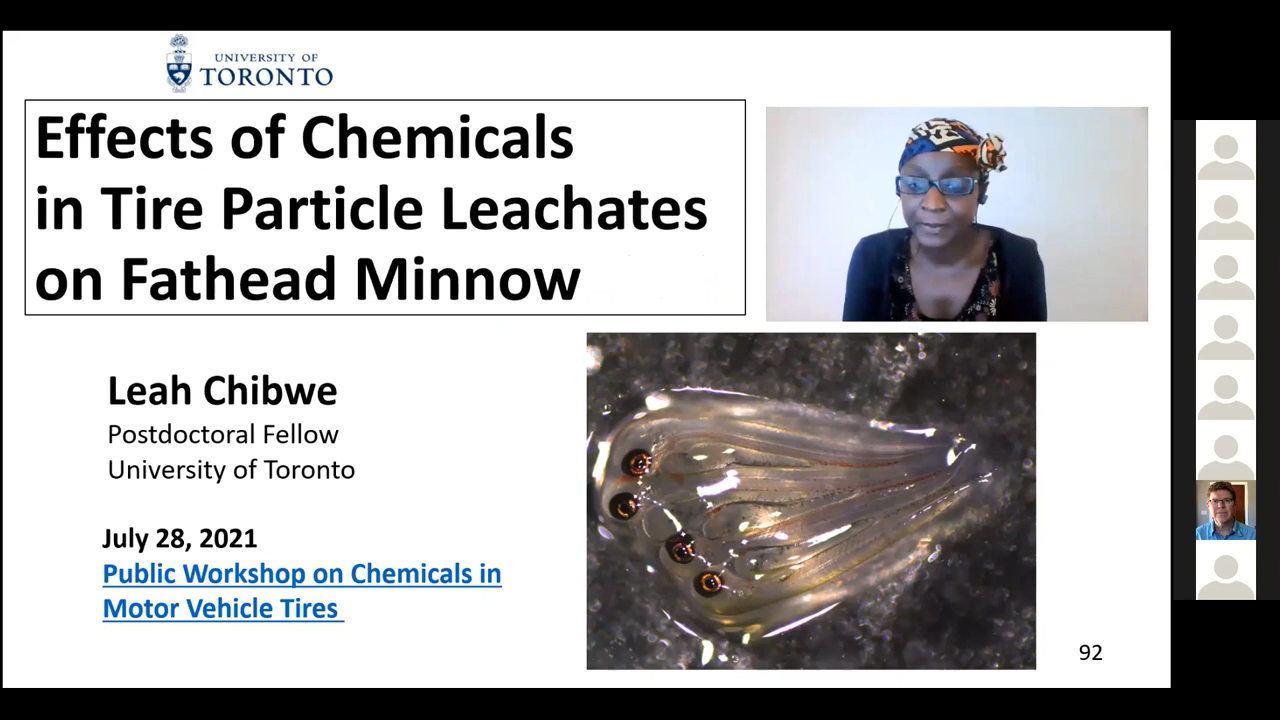 UNIVERSITY OF
TORONTO
Effects of Chemicals
in Tire Particle Leachates
on Fathead Minnow
Leah Chibwe
Postdoctoral Fellow
University of Toronto
July 28, 2021
Public Workshop on Chemicals in
Motor Vehicle Tires
92